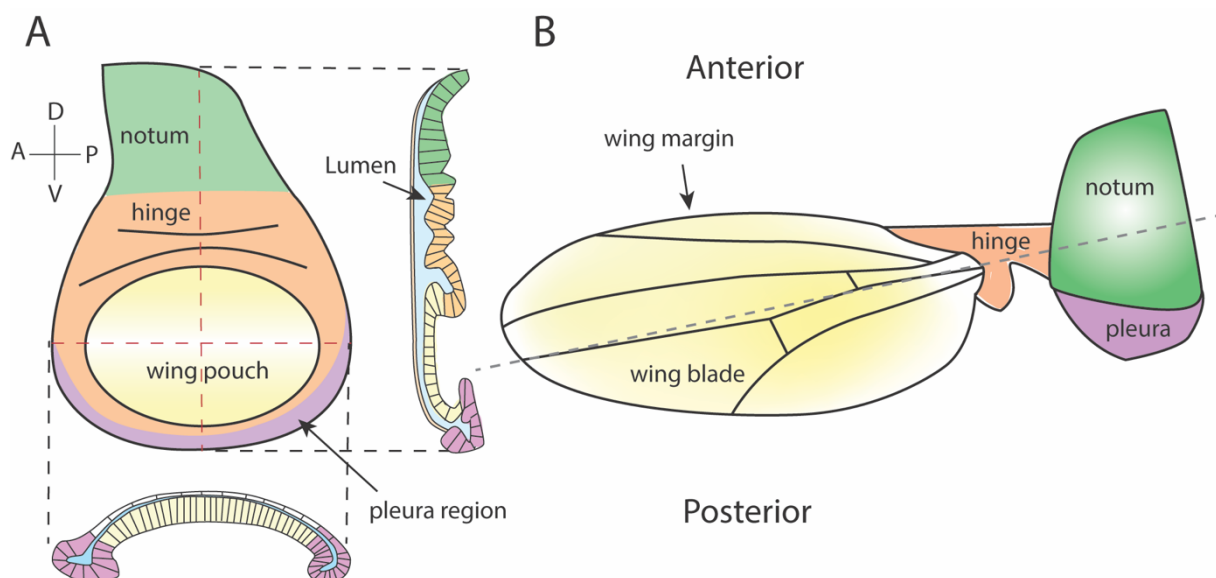 A
B
Anterior
D
A
P
V
notum
Lumen
wing margin
notum
hinge
hinge
pleura
wing pouch
wing blade
pleura region
Posterior